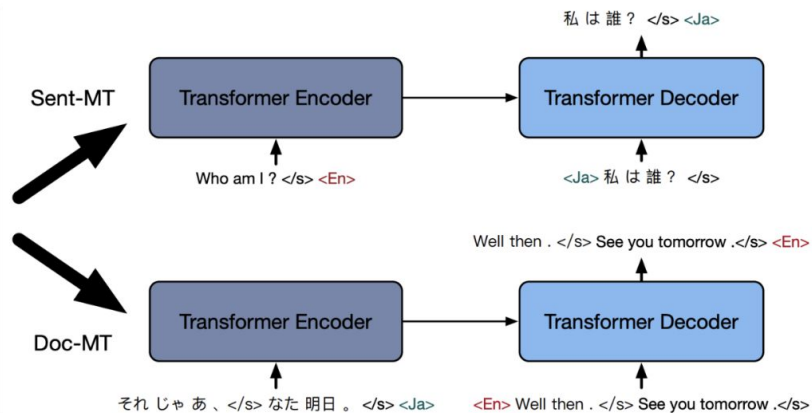 私 は 誰 ? </s> <Ja>
Sent-MT
Transformer Encoder
Transformer Decoder
Who am I ? </s> <En>
<Ja> 私 は 誰 ? </s>
Well then . </s> See you tomorrow .</s> <En>
Transformer Encoder
Transformer Decoder
Doc-MT
それ じゃ あ 、 </s> なた 明日 。 </s> <Ja>
<En> Well then . </s> See you tomorrow .</s>